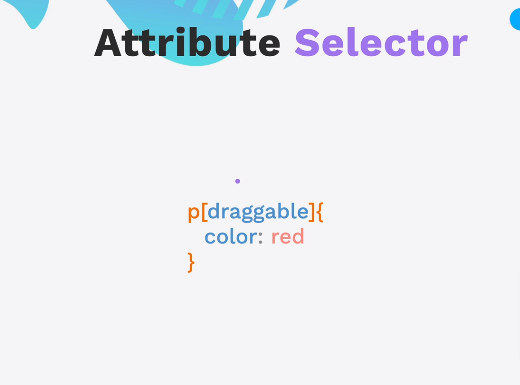 Attribute Selector
p[draggable]{
color: red
}